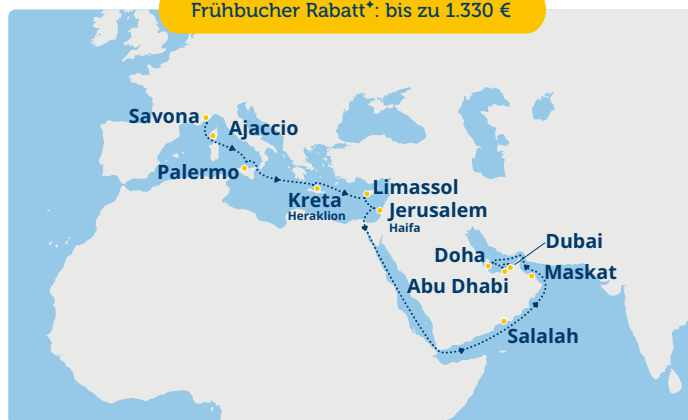 Frühbucher Rabatt✦: bis zu 1.330 €
Savona
Ajaccio
Palermo
Kreta
Heraklion
Limassol
Jerusalem
Haifa
Doha
Dubai
Abu Dhabi
Maskat
Salalah